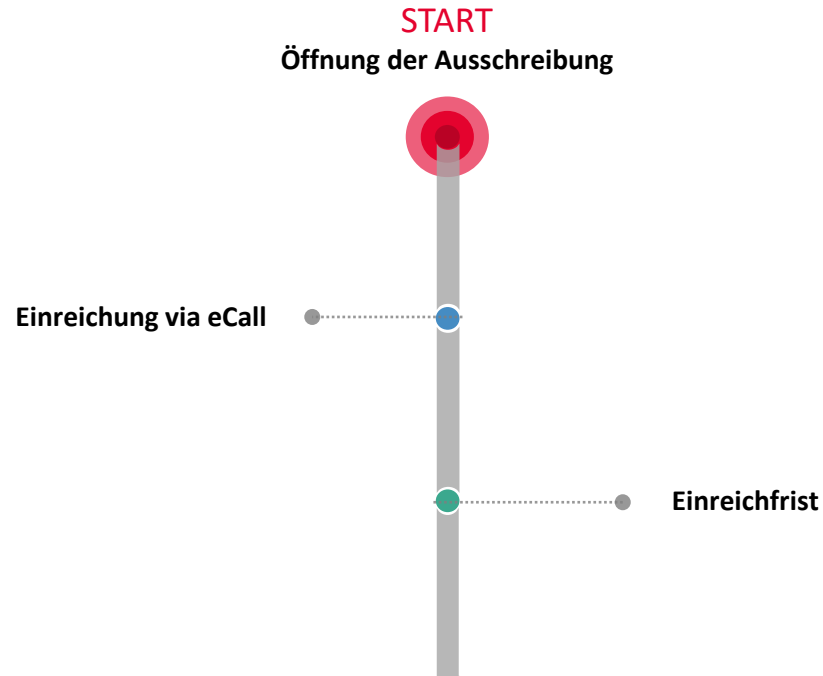 START
Öffnung der Ausschreibung
Einreichung via eCall
Einreichfrist